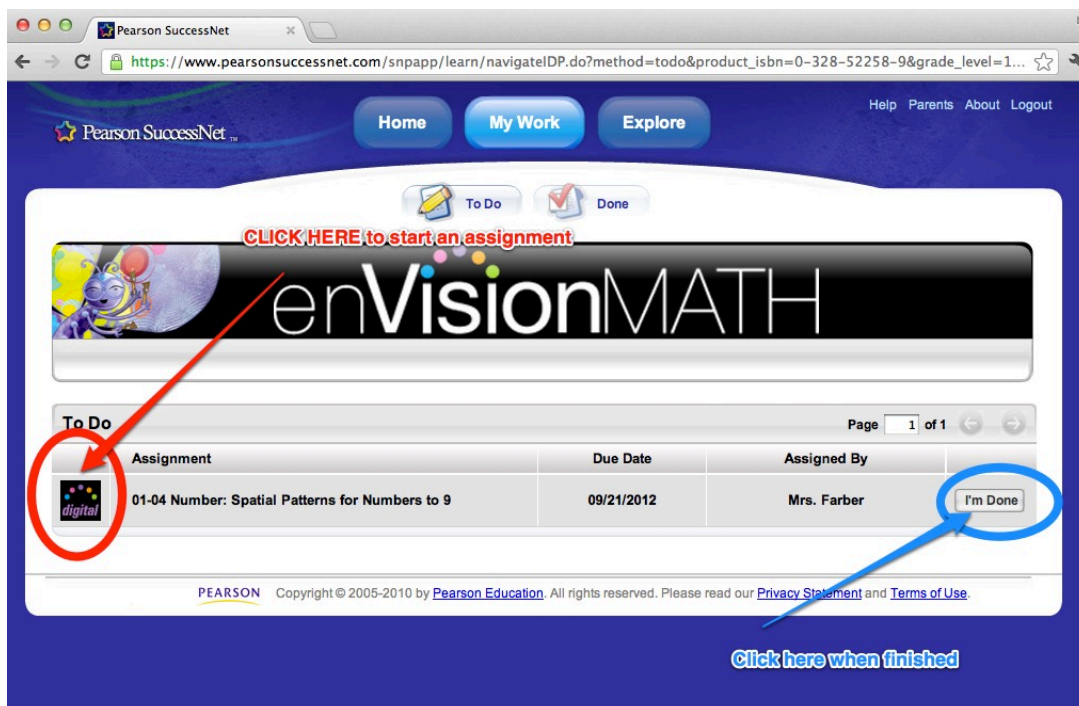 Pearson SuccessNet
https://www.pearsonsuccessnet.com/snpapp/learn/navigateIDP.do?method=todo&product_isbn=0-328-52258-9&grade_level=1...
Help Parents About Logout
Pearson SuccessNet TM
Home My Work Explore
To Do Done
CLICK HERE to start an assignment
enVisionMATH
To Do Page 1 of 1
Assignment Due Date Assigned By
digital 01-04 Number: Spatial Patterns for Numbers to 9 09/21/2012 Mrs. Farber I'm Done
PEARSON Copyright © 2005-2010 by Pearson Education. All rights reserved. Please read our Privacy Statement and Terms of Use.
Click here when finished